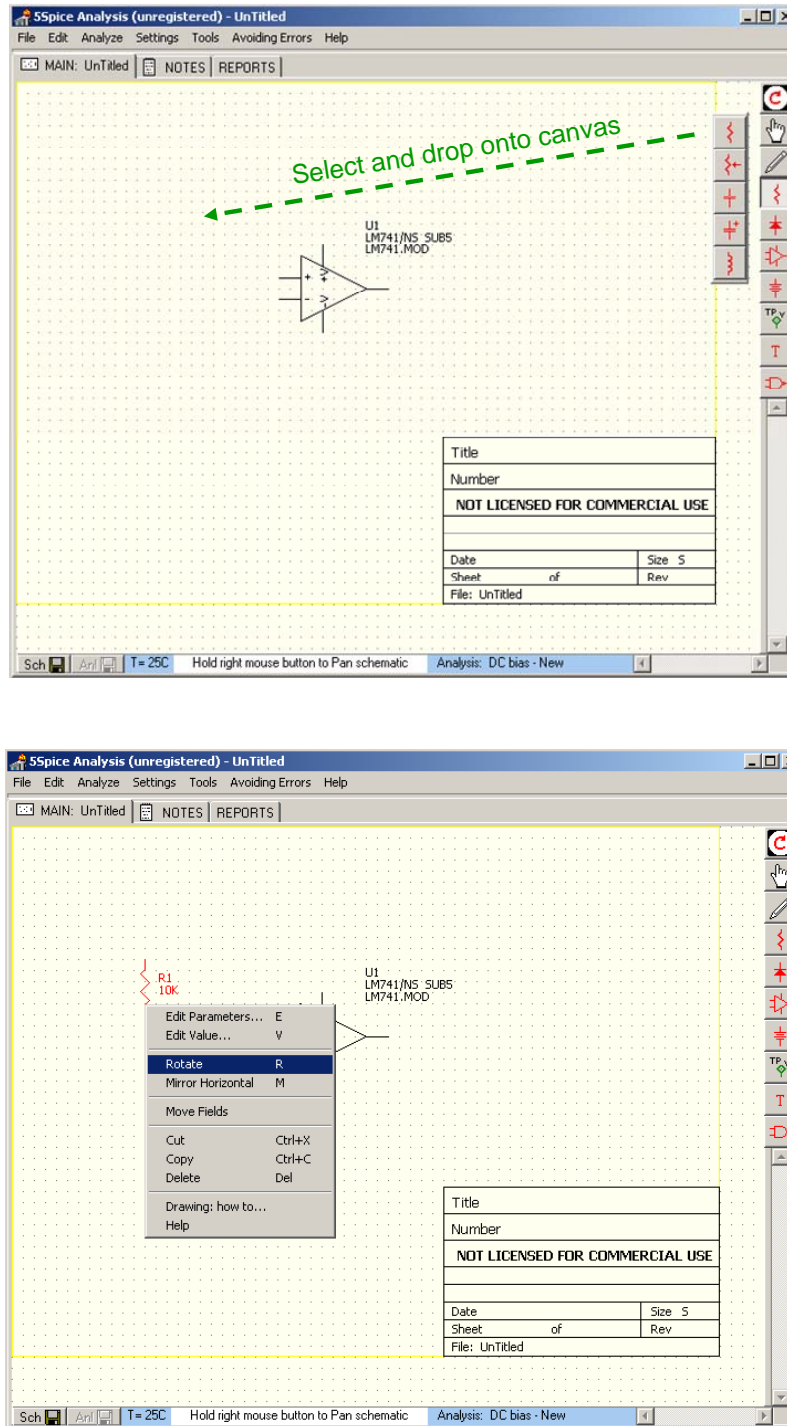 5Spice Analysis (unregistered) - UnTitled
File Edit Analyze Settings Tools Avoiding Errors Help
MAIN: UnTitled NOTES REPORTS
Select and drop onto canvas
U1
LM741/NS SUB5
LM741.MOD
TP V
T
Title
Number
NOT LICENSED FOR COMMERCIAL USE
Date Size S
Sheet of Rev
File: UnTitled
Sch Anl T= 25C Hold right mouse button to Pan schematic Analysis: DC bias - New
5Spice Analysis (unregistered) - UnTitled
File Edit Analyze Settings Tools Avoiding Errors Help
MAIN: UnTitled NOTES REPORTS
R1
10K
U1
LM741/NS SUB5
LM741.MOD
Edit Parameters... E
Edit Value... V
Rotate R
Mirror Horizontal M
Move Fields
Cut Ctrl+X
Copy Ctrl+C
Delete Del
Drawing: how to...
Help
TP V
T
Title
Number
NOT LICENSED FOR COMMERCIAL USE
Date Size S
Sheet of Rev
File: UnTitled
Sch Anl T= 25C Hold right mouse button to Pan schematic Analysis: DC bias - New